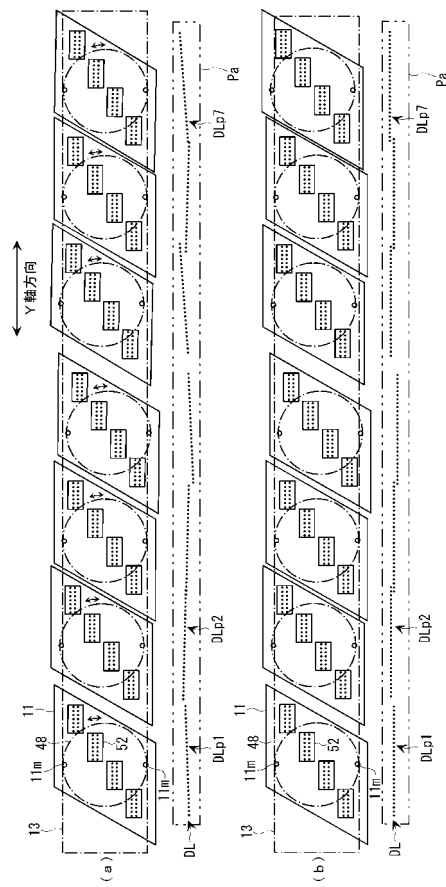 Y軸方向
13
11m
48
11
52
11m
(a)
DL
DLp1
DLp2
DLp7
Pa
13
11m
48
11
52
11m
(b)
DL
DLp1
DLp2
DLp7
Pa